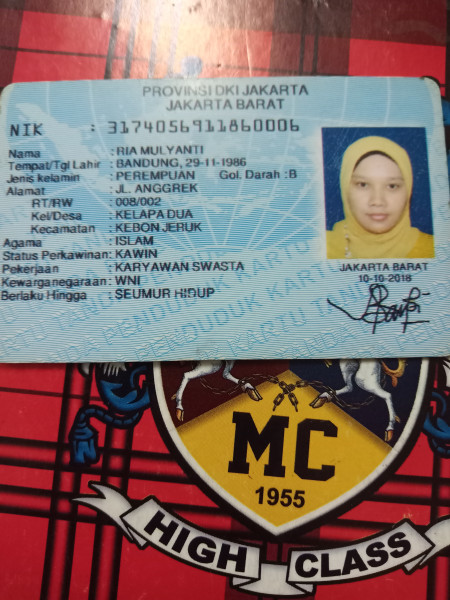 PROVINSI DKI JAKARTA
JAKARTA BARAT
NIK : 3174056911860006
Nama : RIA MULYANTI
Tempat/Tgl Lahir : BANDUNG, 29-11-1986
Jenis kelamin : PEREMPUAN Gol. Darah :B
Alamat : JL. ANGGREK
RT/RW : 008/002
Kel/Desa : KELAPA DUA
Kecamatan : KEBON JERUK
Agama : ISLAM
Status Perkawinan: KAWIN
Pekerjaan : KARYAWAN SWASTA
Kewarganegaraan: WNI
Berlaku Hingga : SEUMUR HIDUP
JAKARTA BARAT
10-10-2018
MC
1955
HIGH CLASS